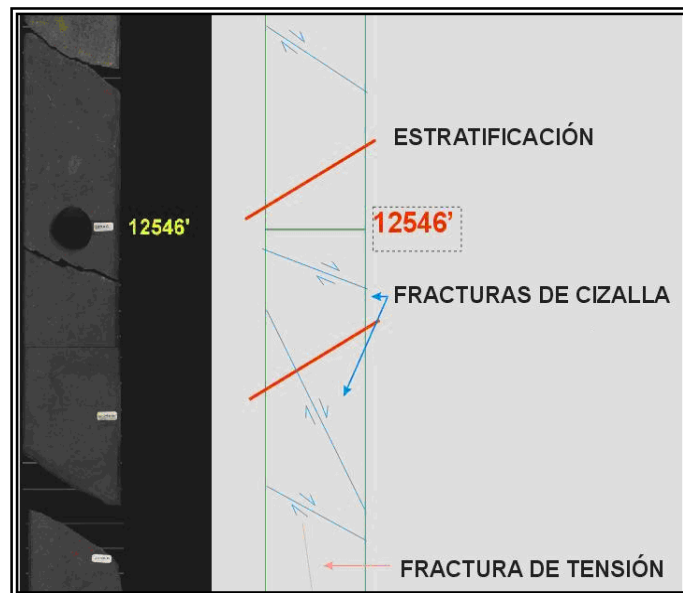 ESTRATIFICACIÓN
12546'
12546'
FRACTURAS DE CIZALLA
FRACTURA DE TENSIÓN